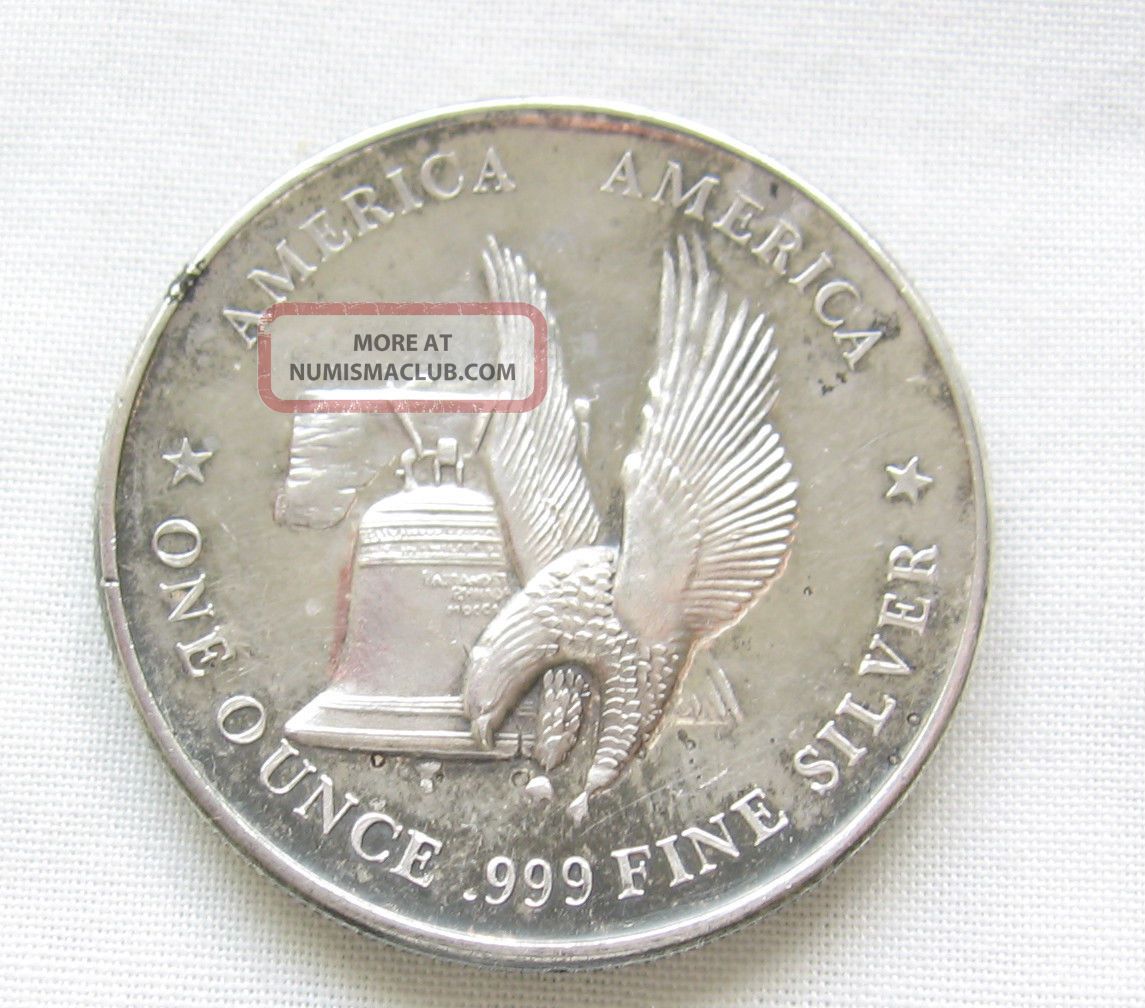 AMERICA AMERICA
MORE AT
NUMISMACLUB.COM
ONE OUNCE .999 FINE SILVER